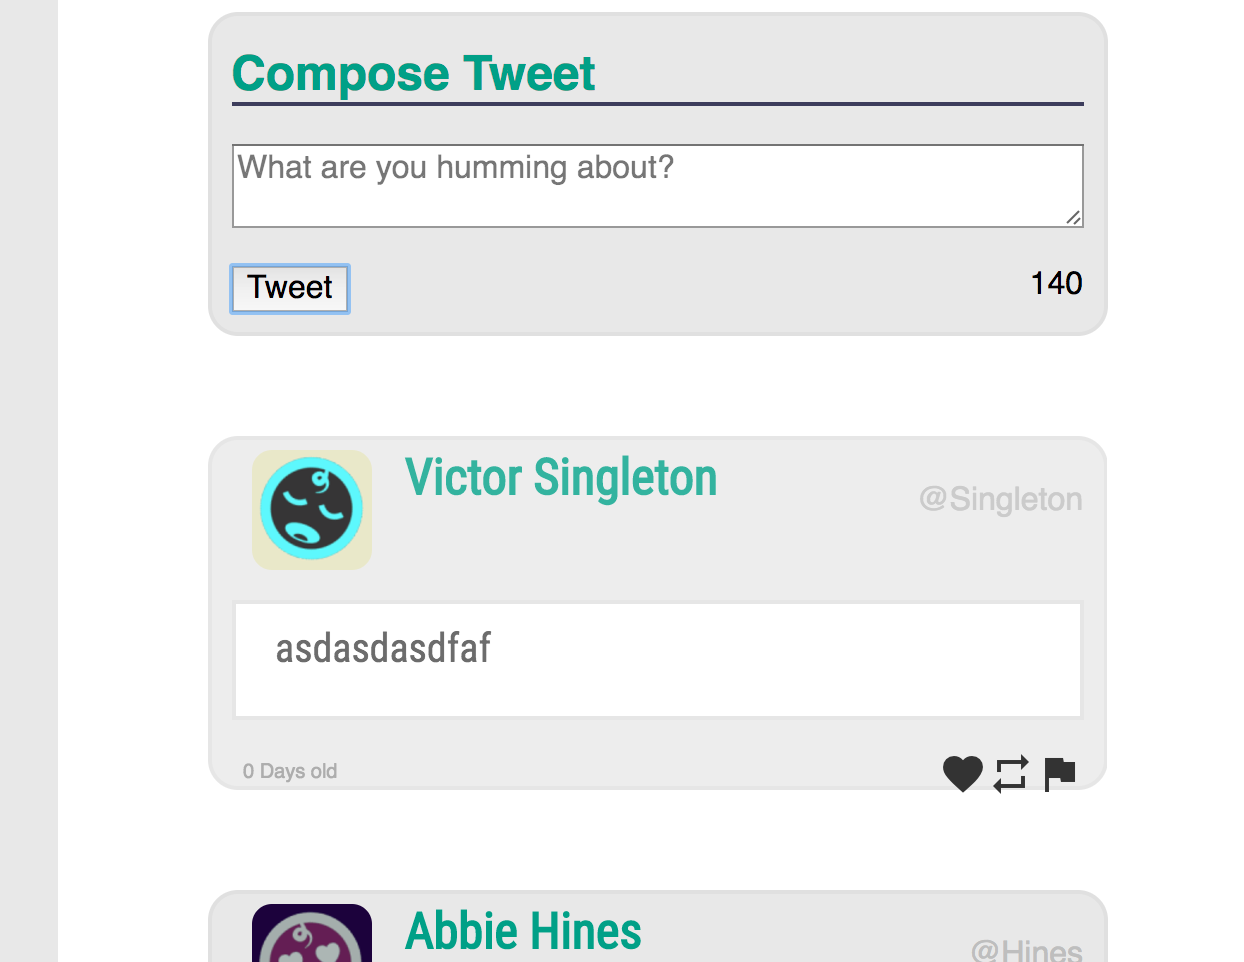 Compose Tweet
What are you humming about?
Tweet 140
Victor Singleton
@Singleton
asdasdasdfaf
0 Days old
Abbie Hines
@Hines